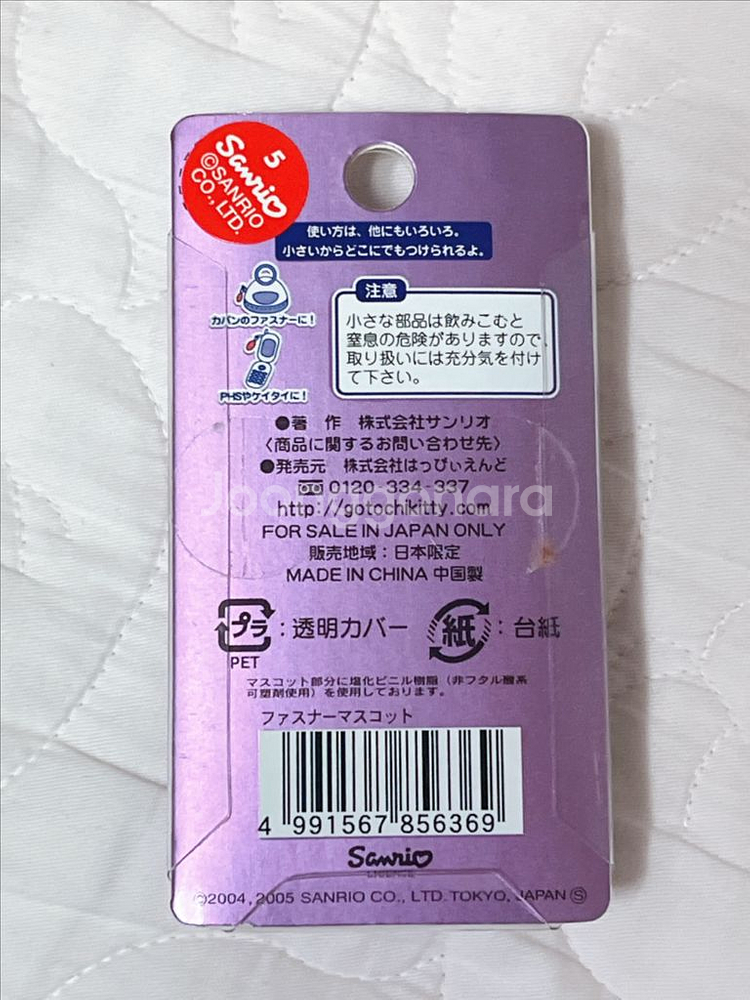 5
Sanrio
©SANRIO
CO., LTD.
使い方は、他にもいろいろ。
小さいからどこにでもつけられるよ。
カバンのファスナーに!
PHSやケイタイに!
注意
小さな部品は飲みこむと
窒息の危険がありますので、
取り扱いには充分気を付け
て下さい。
●著 作 株式会社サンリオ
〈商品に関するお問い合わせ先〉
●発売元 株式会社はっぴぃえんど
0120-334-337
http://gotochikitty.com
FOR SALE IN JAPAN ONLY
販売地域:日本限定
MADE IN CHINA 中国製
プラ:透明カバー 紙:台紙
PET
マスコット部分に塩化ビニル樹脂(非フタル酸系
可塑剤使用)を使用しております。
ファスナーマスコット
4 991567 856369
Sanrio
LICENCE
©2004, 2005 SANRIO CO., LTD. TOKYO, JAPAN Ⓢ
Joonggonara